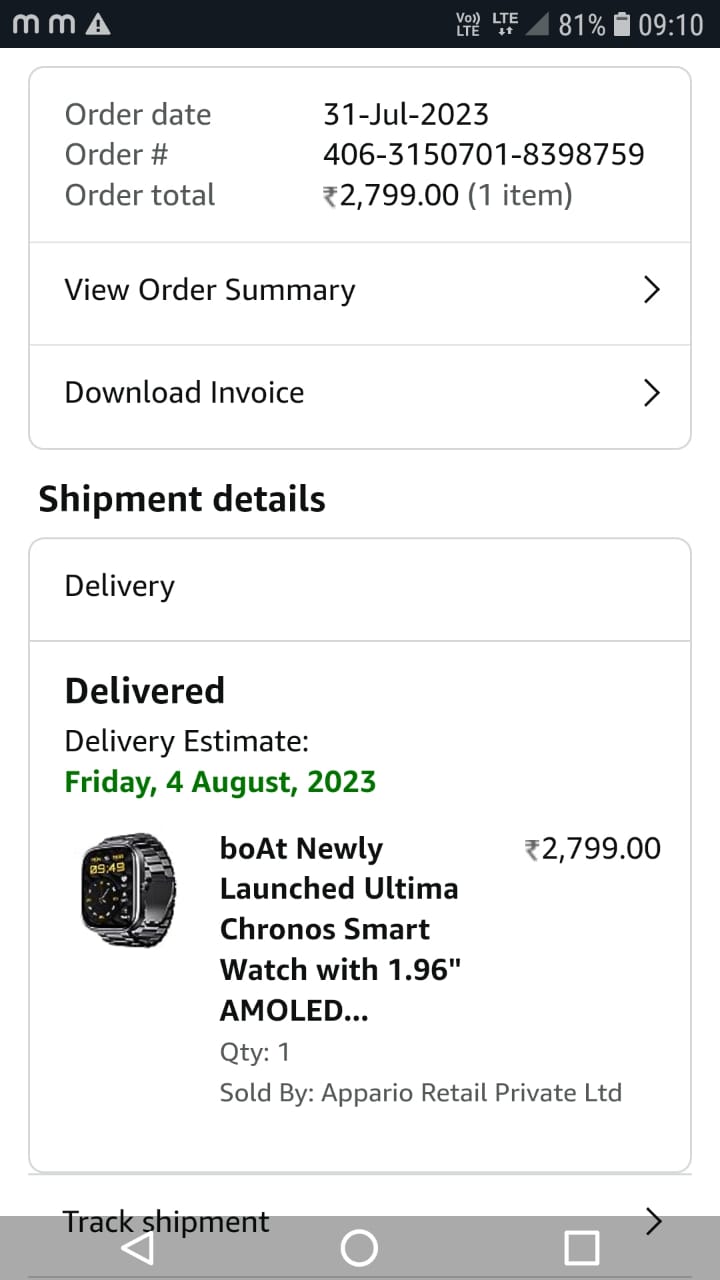 m m VoLTE LTE 81% 09:10
Order date 31-Jul-2023
Order # 406-3150701-8398759
Order total ₹2,799.00 (1 item)
View Order Summary
Download Invoice
Shipment details
Delivery
Delivered
Delivery Estimate:
Friday, 4 August, 2023
boAt Newly ₹2,799.00
Launched Ultima
Chronos Smart
Watch with 1.96"
AMOLED...
Qty: 1
Sold By: Appario Retail Private Ltd
09:49
Track shipment